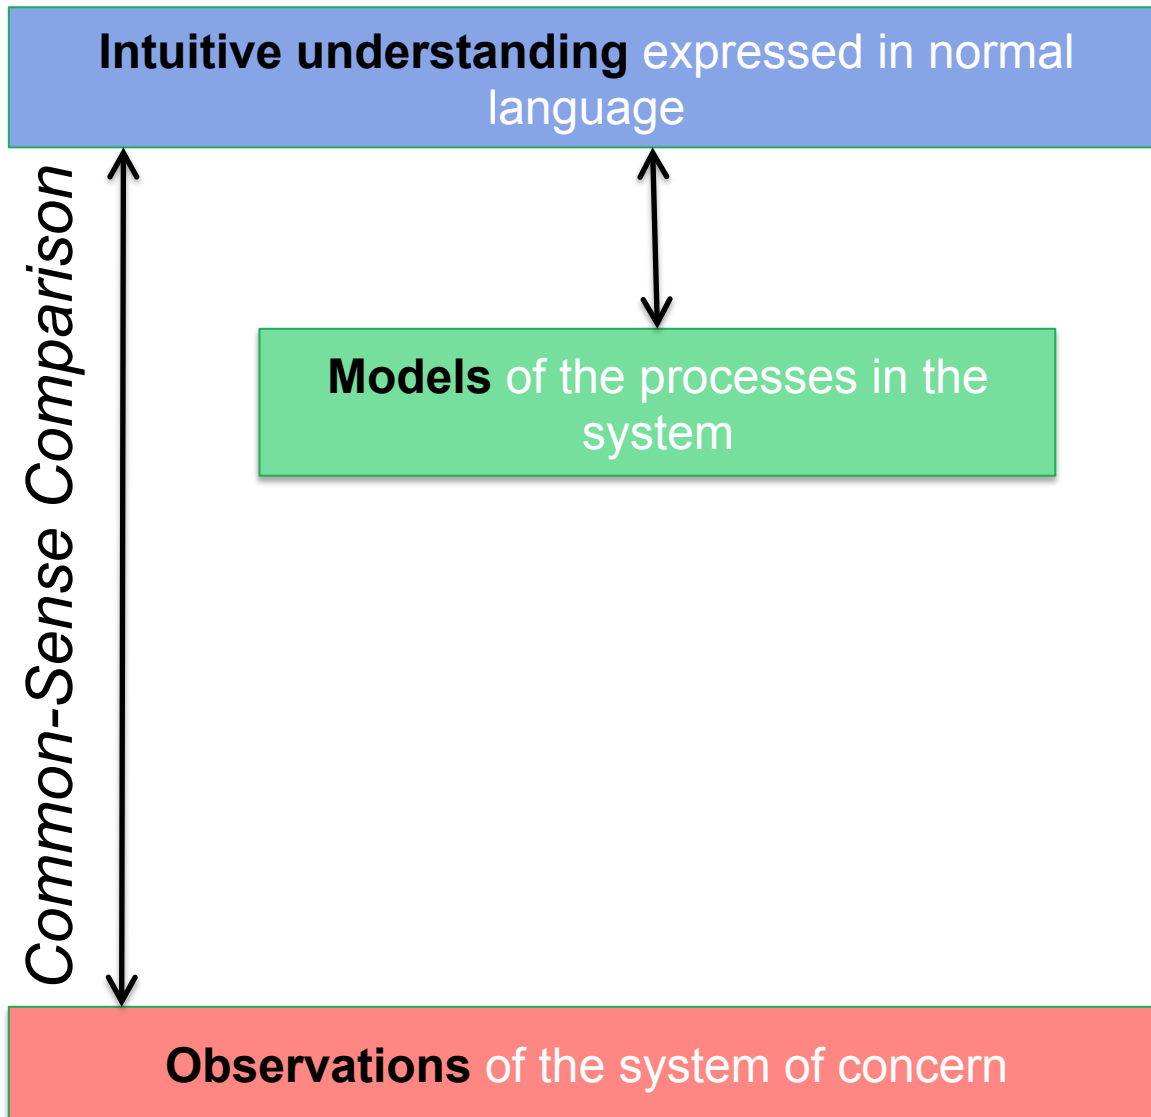 Intuitive understanding expressed in normal
language
Common-Sense Comparison
Models of the processes in the
system
Observations of the system of concern